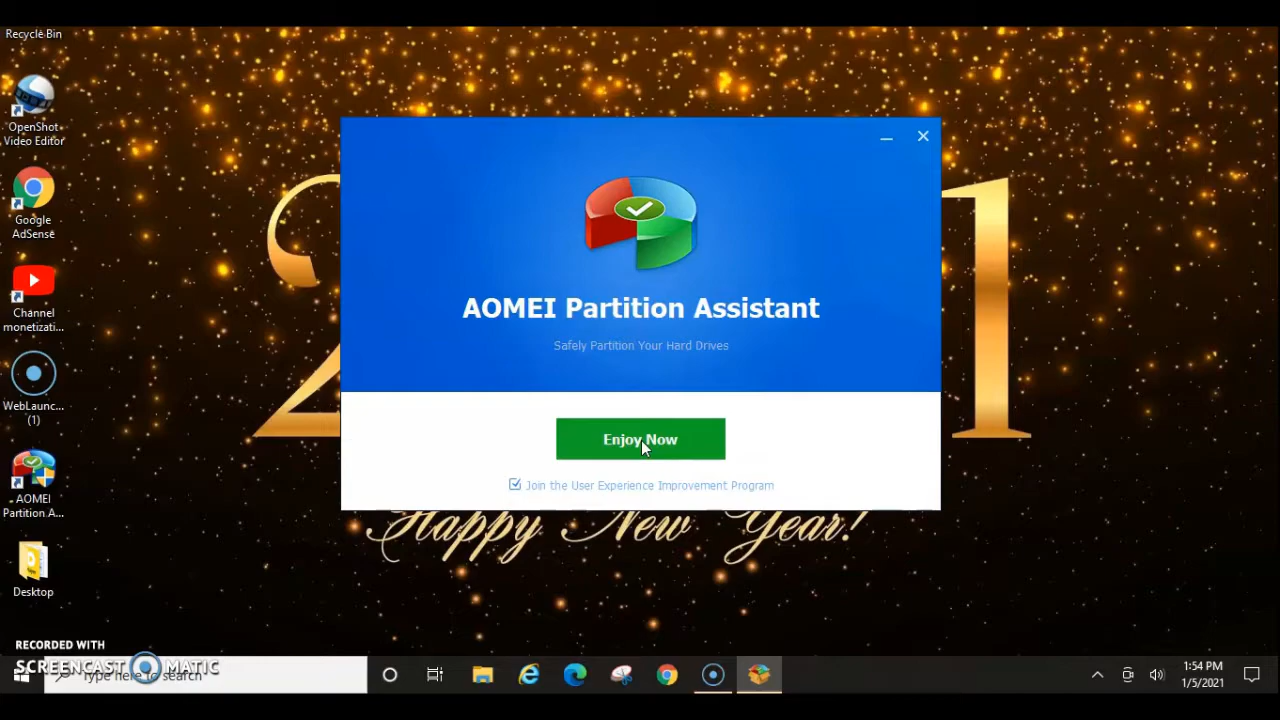 Recycle Bin
OpenShot
Video Editor
Google
AdSense
Channel
monetizati...
WebLaunc...
(1)
AOMEI
Partition A...
Desktop
AOMEI Partition Assistant
Safely Partition Your Hard Drives
Enjoy Now
Join the User Experience Improvement Program
2 1
Happy New Year!
RECORDED WITH
SCREENCAST MATIC
Type here to search
1:54 PM
1/5/2021